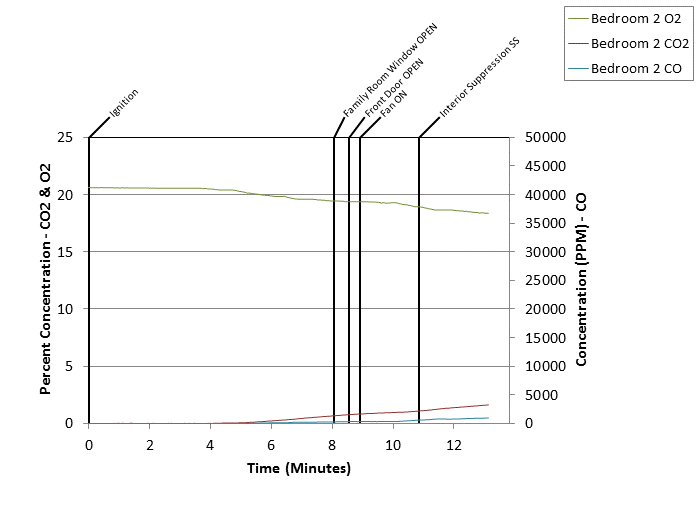 Bedroom 2 O2
Bedroom 2 CO2
Bedroom 2 CO
Ignition
Family Room Window OPEN
Front Door OPEN
Fan ON
Interior Suppression SS
Percent Concentration - CO2 & O2
25
20
15
10
5
0
50000
45000
40000
35000
30000
25000
20000
15000
10000
5000
0
Concentration (PPM) - CO
0 2 4 6 8 10 12
Time (Minutes)